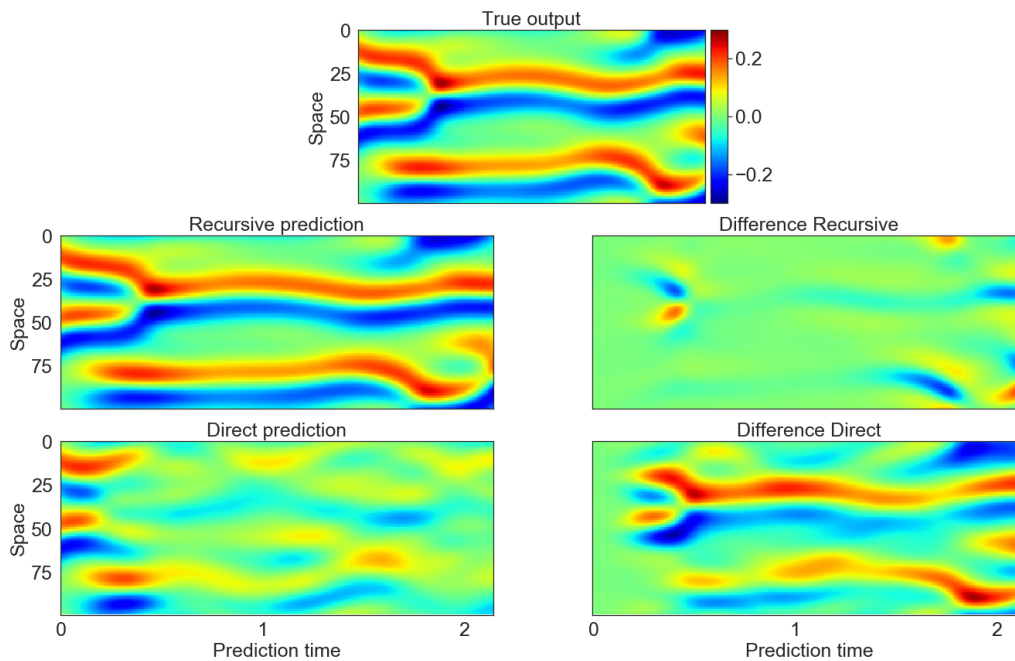 True output
0
25
50
75
Space
0.2
0.0
−0.2
Recursive prediction
0
25
50
75
Space
Difference Recursive
Direct prediction
0
25
50
75
Space
0
1
2
Prediction time
Difference Direct
0
1
2
Prediction time